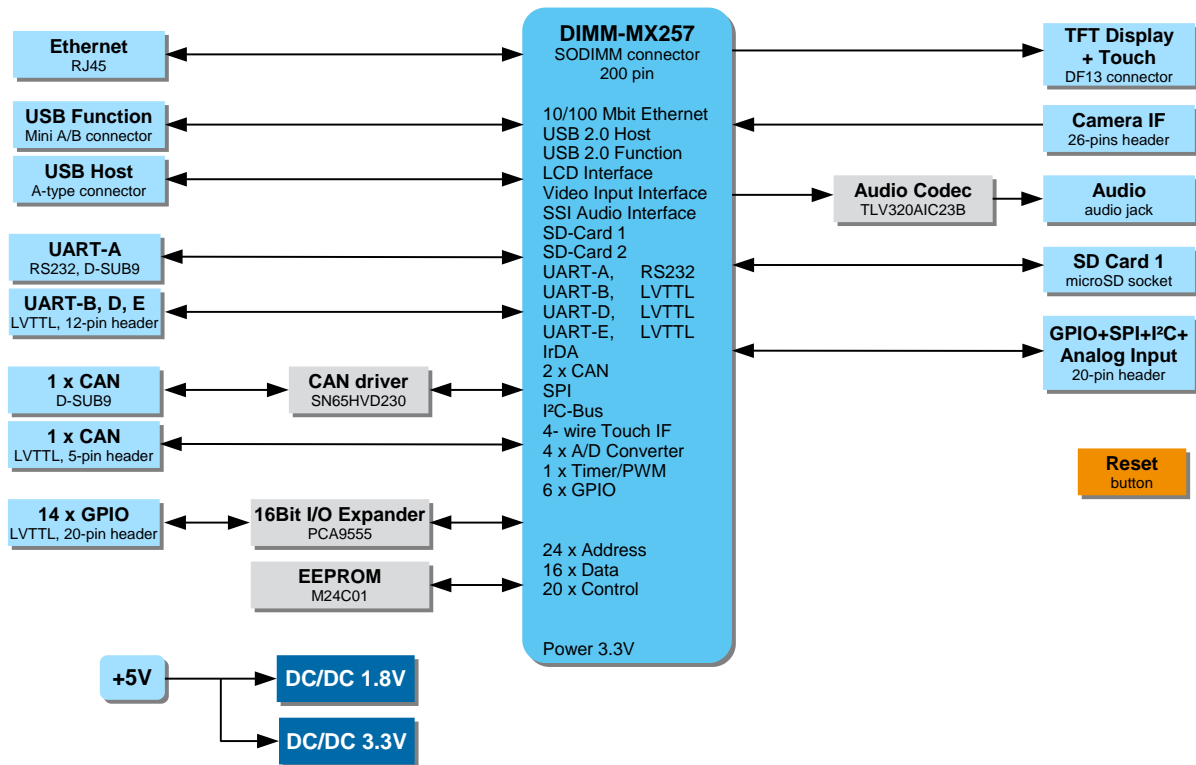 Ethernet
RJ45
USB Function
Mini A/B connector
USB Host
A-type connector
UART-A
RS232, D-SUB9
UART-B, D, E
LVTTL, 12-pin header
1 x CAN
D-SUB9
CAN driver
SN65HVD230
1 x CAN
LVTTL, 5-pin header
14 x GPIO
LVTTL, 20-pin header
16Bit I/O Expander
PCA9555
EEPROM
M24C01
+5V
DC/DC 1.8V
DC/DC 3.3V
DIMM-MX257
SODIMM connector
200 pin
10/100 Mbit Ethernet
USB 2.0 Host
USB 2.0 Function
LCD Interface
Video Input Interface
SSI Audio Interface
SD-Card 1
SD-Card 2
UART-A, RS232
UART-B, LVTTL
UART-D, LVTTL
UART-E, LVTTL
IrDA
2 x CAN
SPI
I²C-Bus
4- wire Touch IF
4 x A/D Converter
1 x Timer/PWM
6 x GPIO
24 x Address
16 x Data
20 x Control
Power 3.3V
TFT Display
+ Touch
DF13 connector
Camera IF
26-pins header
Audio Codec
TLV320AIC23B
Audio
audio jack
SD Card 1
microSD socket
GPIO+SPI+I²C+
Analog Input
20-pin header
Reset
button